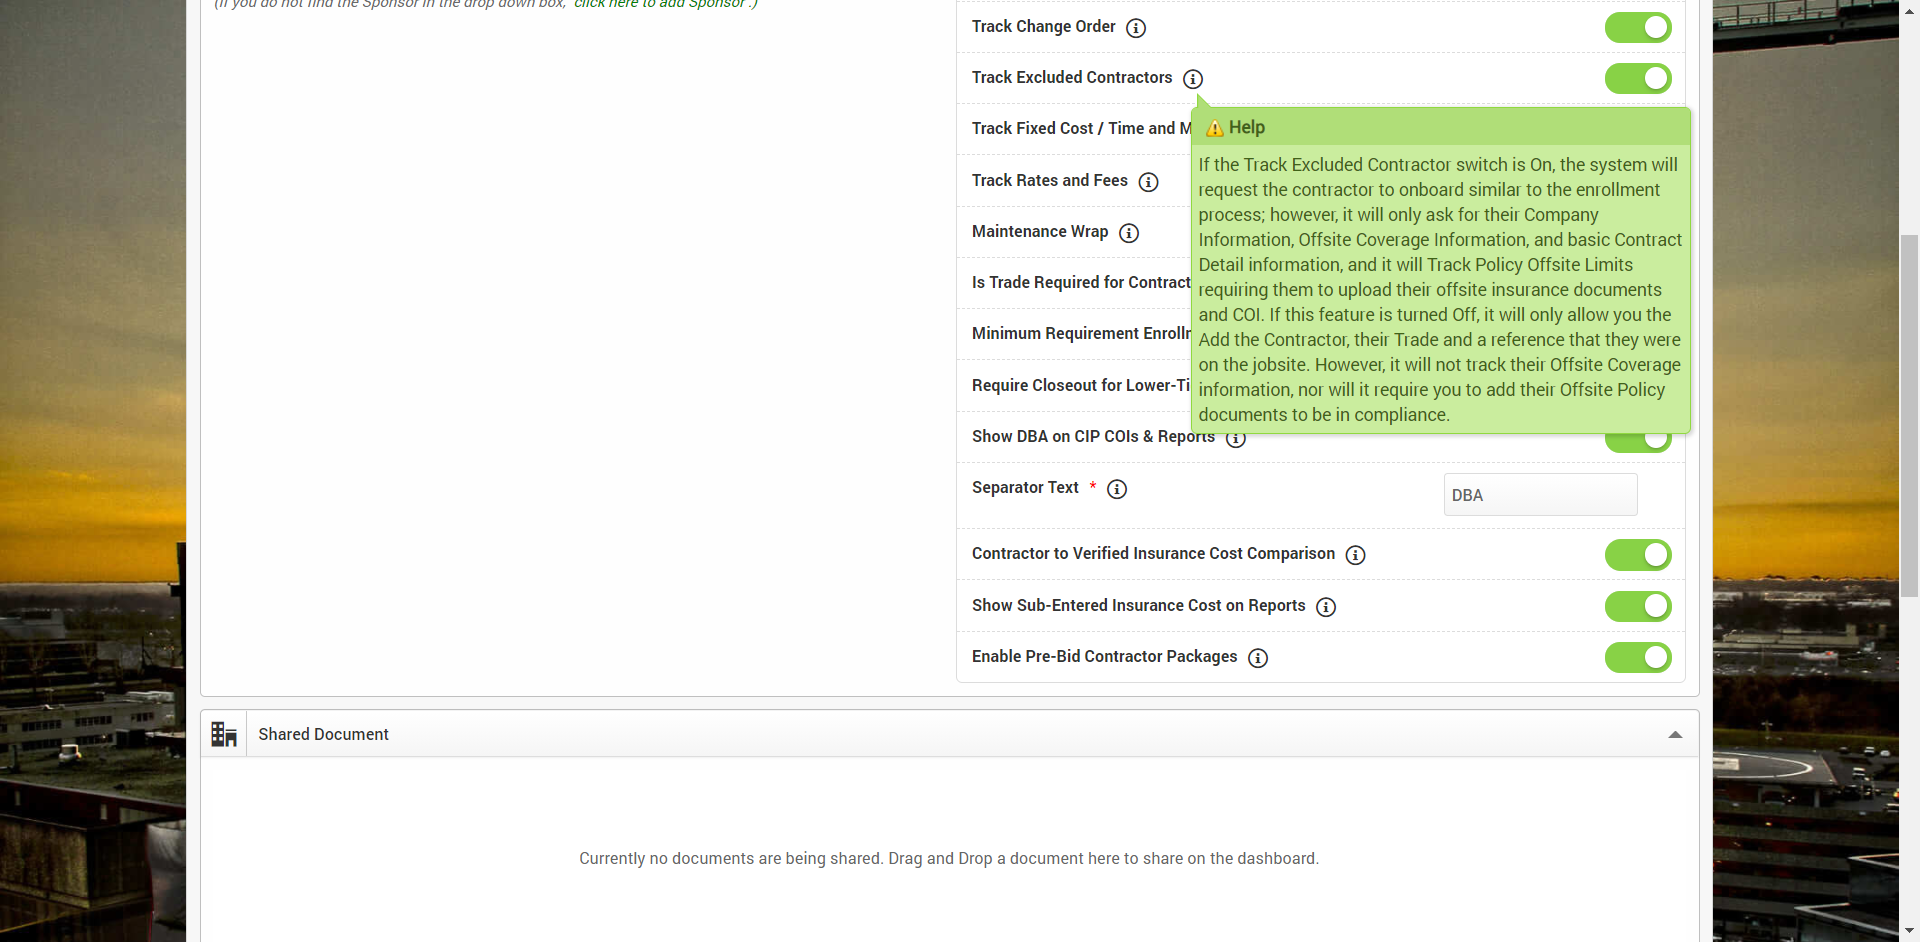 (If you do not find the Sponsor in the drop down box, click here to add Sponsor .)
Track Change Order
Track Excluded Contractors
Help
Track Fixed Cost / Time and M
If the Track Excluded Contractor switch is On, the system will
request the contractor to onboard similar to the enrollment
process; however, it will only ask for their Company
Information, Offsite Coverage Information, and basic Contract
Detail information, and it will Track Policy Offsite Limits
requiring them to upload their offsite insurance documents
and COI. If this feature is turned Off, it will only allow you the
Add the Contractor, their Trade and a reference that they were
on the jobsite. However, it will not track their Offsite Coverage
information, nor will it require you to add their Offsite Policy
documents to be in compliance.
Track Rates and Fees
Maintenance Wrap
Is Trade Required for Contract
Minimum Requirement Enroll
Require Closeout for Lower-Ti
Show DBA on CIP COIs & Reports
Separator Text *
DBA
Contractor to Verified Insurance Cost Comparison
Show Sub-Entered Insurance Cost on Reports
Enable Pre-Bid Contractor Packages
Shared Document
Currently no documents are being shared. Drag and Drop a document here to share on the dashboard.